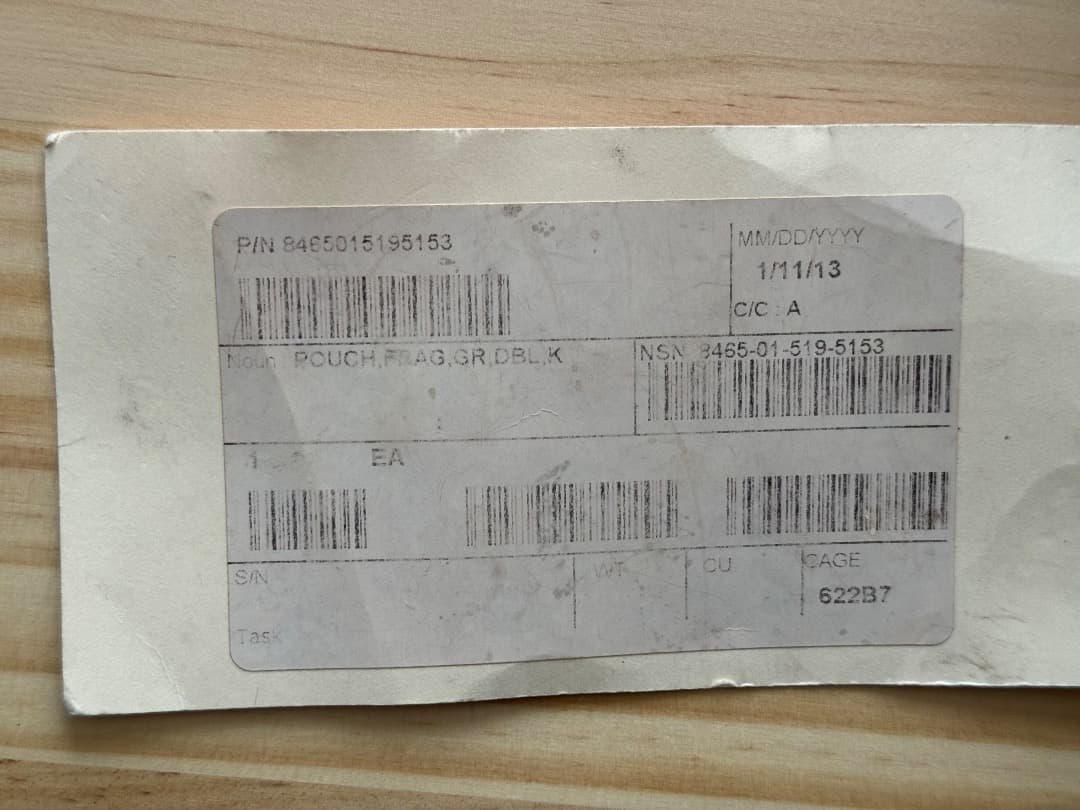 P/N 8465015195153
MM/DD/YYYY
1/11/13
C/C : A
Noun POUCH,FRAG,GR,DBL,K
NSN 8465-01-519-5153
1 EA
S/N
WT
CU
CAGE
622B7
Task